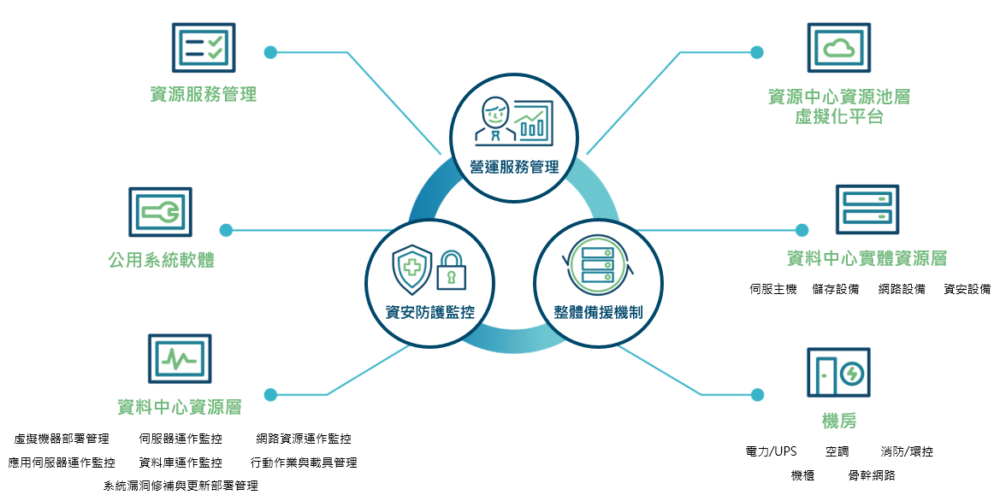 資源服務管理
資源中心資源池層
虛擬化平台
營運服務管理
公用系統軟體
資料中心實體資源層
伺服主機 儲存設備 網路設備 資安設備
資安防護監控
整體備援機制
資料中心資源層
虛擬機器部署管理 伺服器運作監控 網路資源運作監控
應用伺服器運作監控 資料庫運作監控 行動作業與載具管理
系統漏洞修補與更新部署管理
機房
電力/UPS 空調 消防/環控
機櫃 骨幹網路